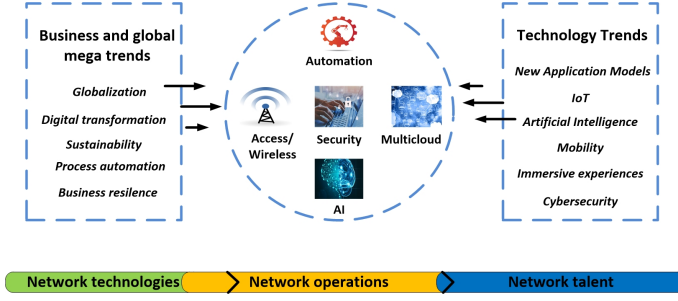 Business and global
mega trends
Globalization
Digital transformation
Sustainability
Process automation
Business resilence
Automation
Access/
Wireless
Security
Multicloud
AI
Technology Trends
New Application Models
IoT
Artificial Intelligence
Mobility
Immersive experiences
Cybersecurity
Network technologies
Network operations
Network talent